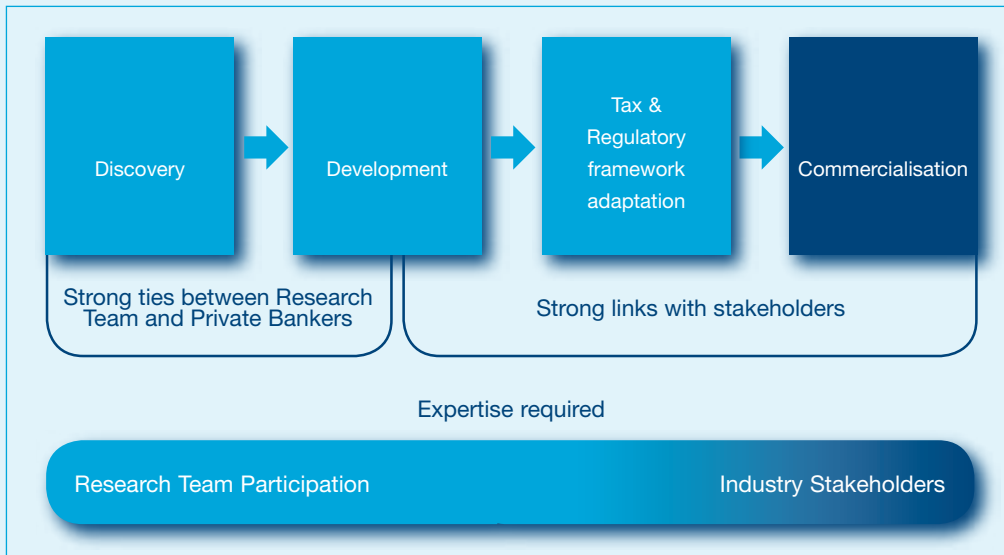 Discovery
Development
Tax &
Regulatory
framework
adaptation
Commercialisation
Strong ties between Research
Team and Private Bankers
Strong links with stakeholders
Expertise required
Research Team Participation
Industry Stakeholders